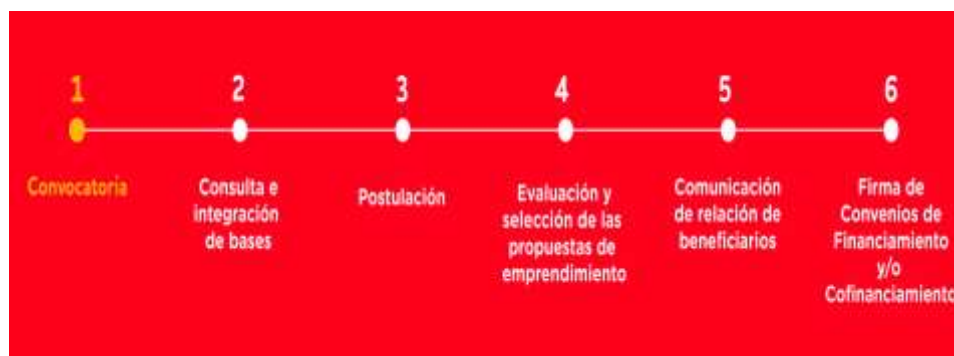 1
Convocatoria
2
Consulta e
integración
de bases
3
Postulación
4
Evaluación y
selección de las
propuestas de
emprendimiento
5
Comunicación
de relación de
beneficiarios
6
Firma de
Convenios de
Financiamiento
y/o
Cofinanciamiento